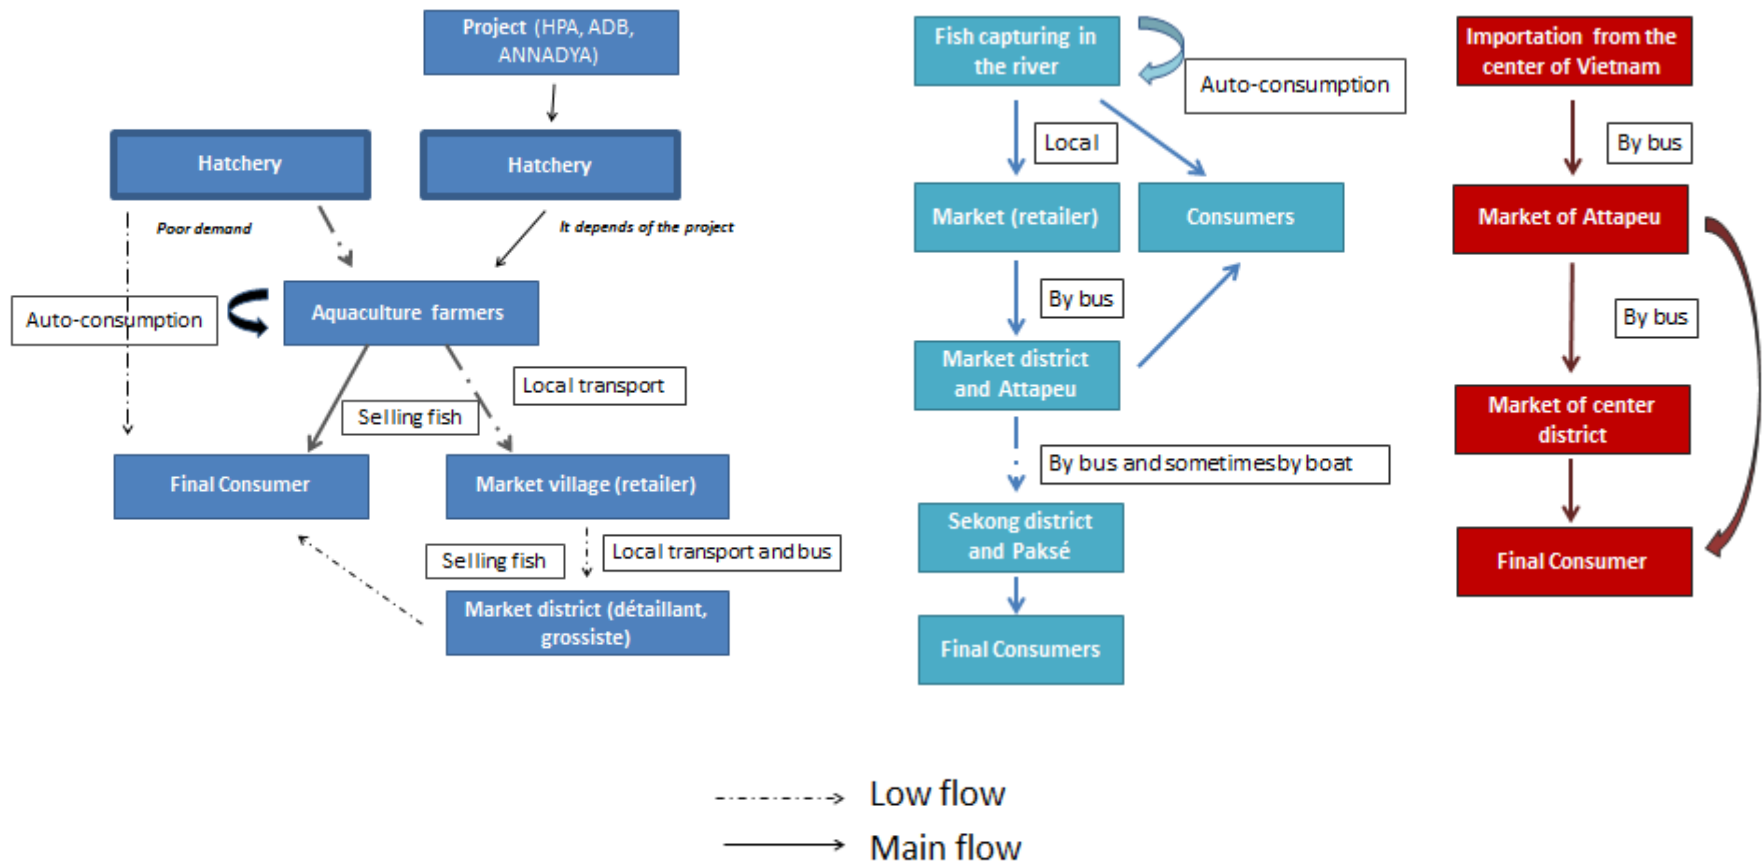 Project (HPA, ADB,
ANNADYA)
Hatchery
Hatchery
Poor demand
It depends of the project
Auto-consumption
Aquaculture farmers
Local transport
Selling fish
Final Consumer
Market village (retailer)
Selling fish
Local transport and bus
Market district (détaillant,
grossiste)
Fish capturing in
the river
Auto-consumption
Local
Market (retailer)
Consumers
By bus
Market district
and Attapeu
By bus and sometimesby boat
Sekong district
and Paksé
Final Consumers
Importation from the
center of Vietnam
By bus
Market of Attapeu
By bus
Market of center
district
Final Consumer
Low flow
Main flow